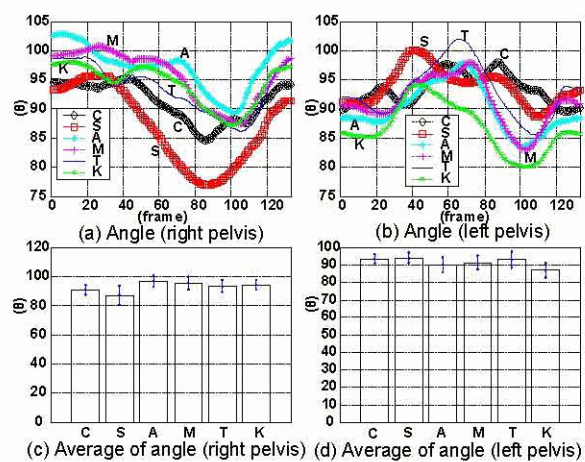 105
100
95
90
85
80
75
(θ)
M
A
K
T
S
C
S
A
M
T
K
0 20 40 60 80 100 120
(frame)
(a) Angle (right pelvis)
105
100
95
90
85
80
75
(θ)
T
S
C
A
K
M
C
S
A
M
T
K
0 20 40 60 80 100 120
(frame)
(b) Angle (left pelvis)
120
100
80
60
40
20
0
(θ)
C S A M T K
(c) Average of angle (right pelvis)
100
90
80
70
60
50
40
30
20
10
0
(θ)
C S A M T K
(d) Average of angle (left pelvis)